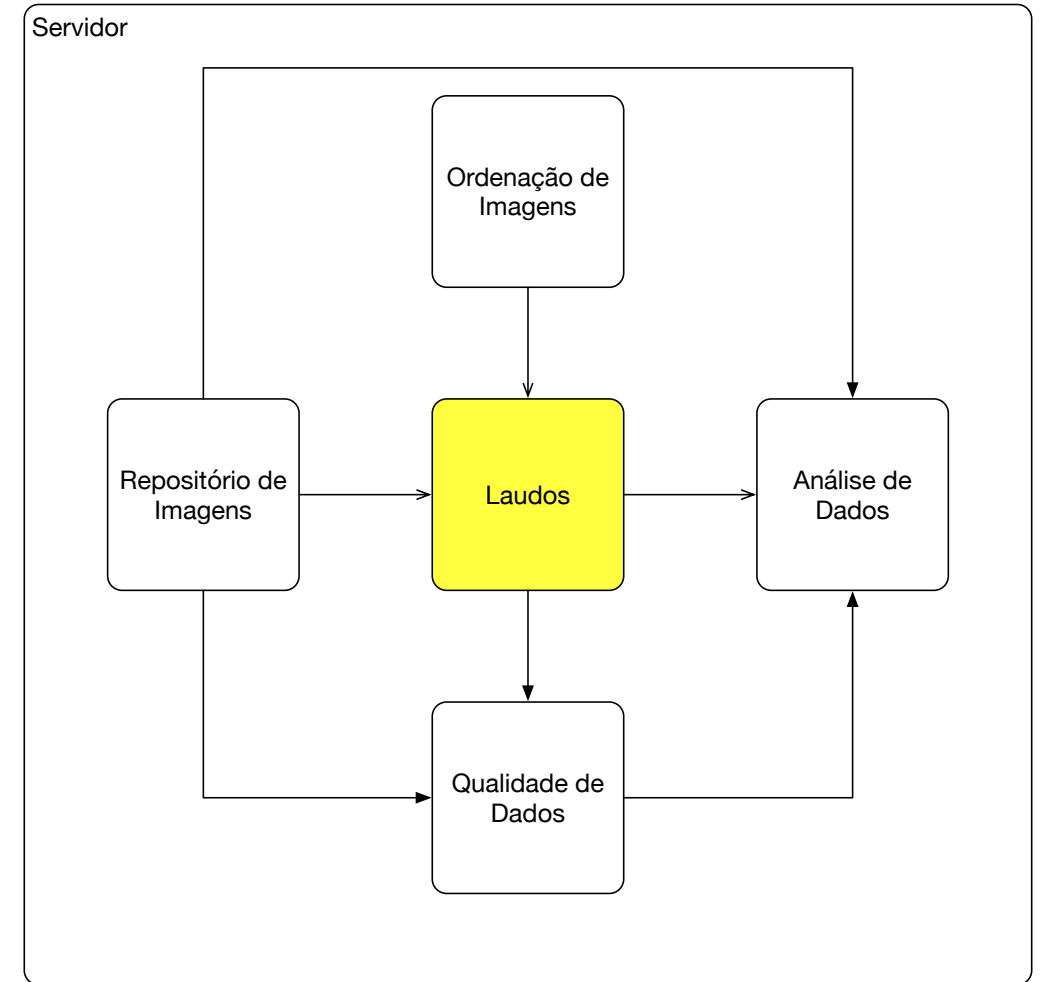 Servidor
Ordenação de
Imagens
Repositório de
Imagens
Laudos
Análise de
Dados
Qualidade de
Dados